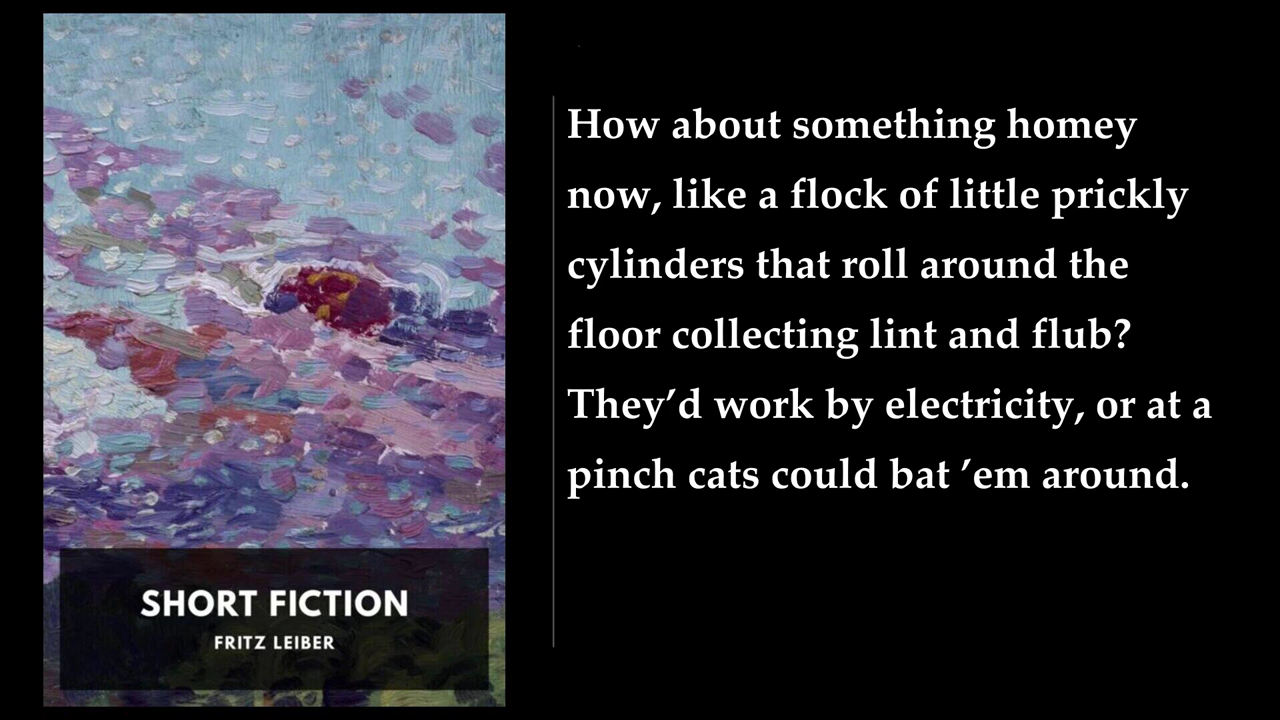 SHORT FICTION
FRITZ LEIBER
How about something homey
now, like a flock of little prickly
cylinders that roll around the
floor collecting lint and flub?
They’d work by electricity, or at a
pinch cats could bat ’em around.